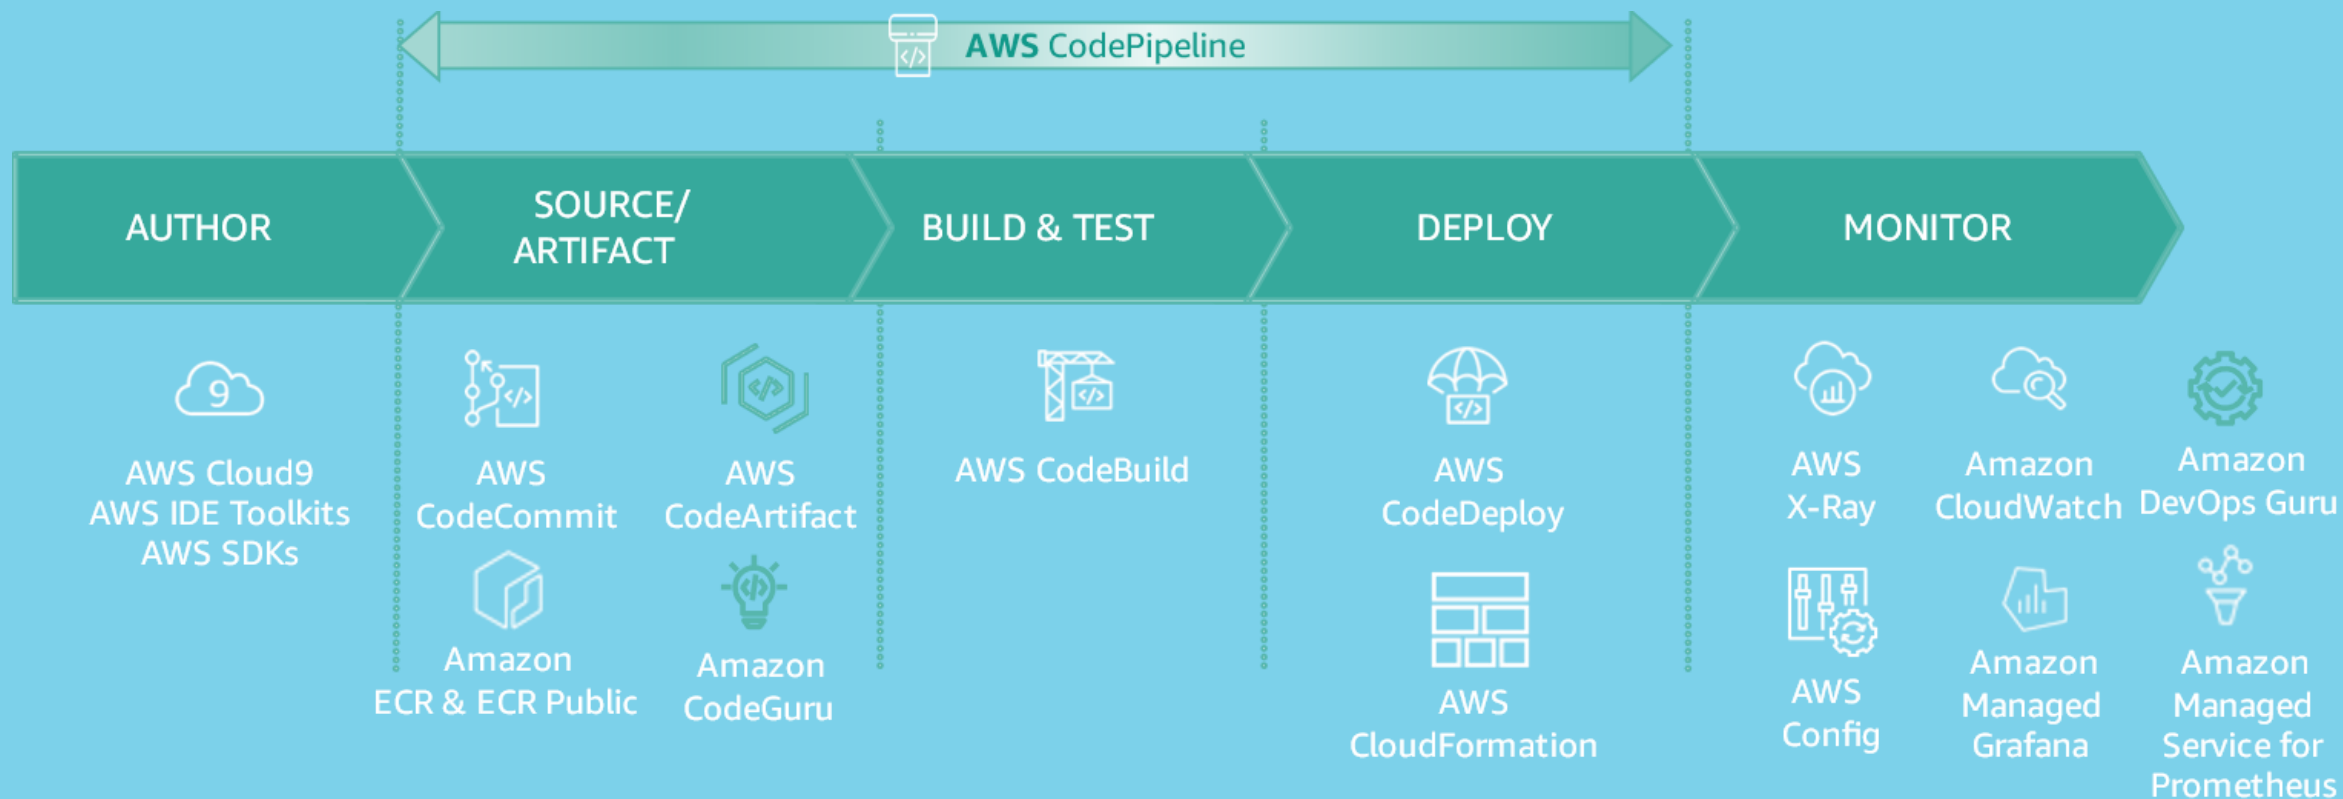 AWS CodePipeline
AUTHOR
SOURCE/
ARTIFACT
BUILD & TEST
DEPLOY
MONITOR
9
AWS Cloud9
AWS IDE Toolkits
AWS SDKs
</>
AWS
CodeCommit
</>
AWS
CodeArtifact
Amazon
ECR & ECR Public
</>
Amazon
CodeGuru
</>
AWS CodeBuild
</>
AWS
CodeDeploy
AWS
CloudFormation
AWS
X-Ray
Amazon
CloudWatch
Amazon
DevOps Guru
AWS
Config
Amazon
Managed
Grafana
Amazon
Managed
Service for
Prometheus